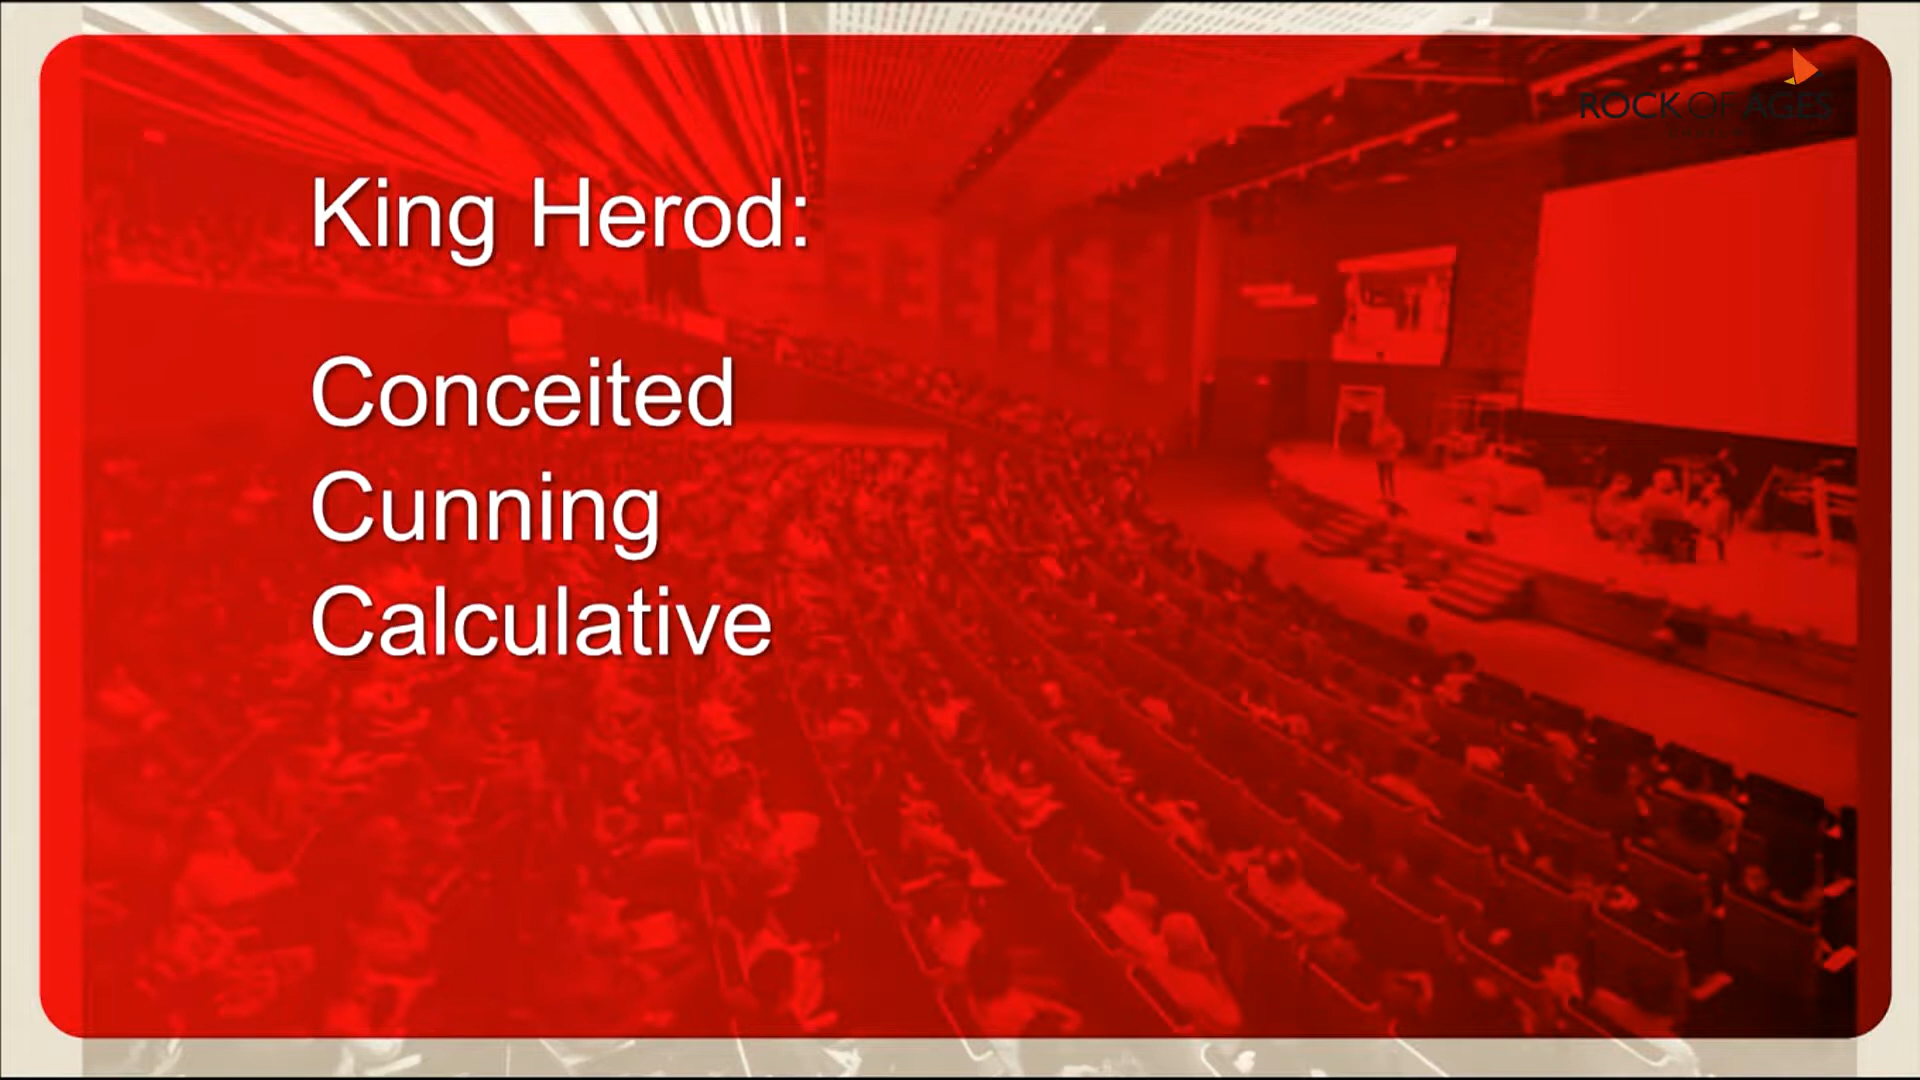 ROCK OF AGES
King Herod:
Conceited
Cunning
Calculative